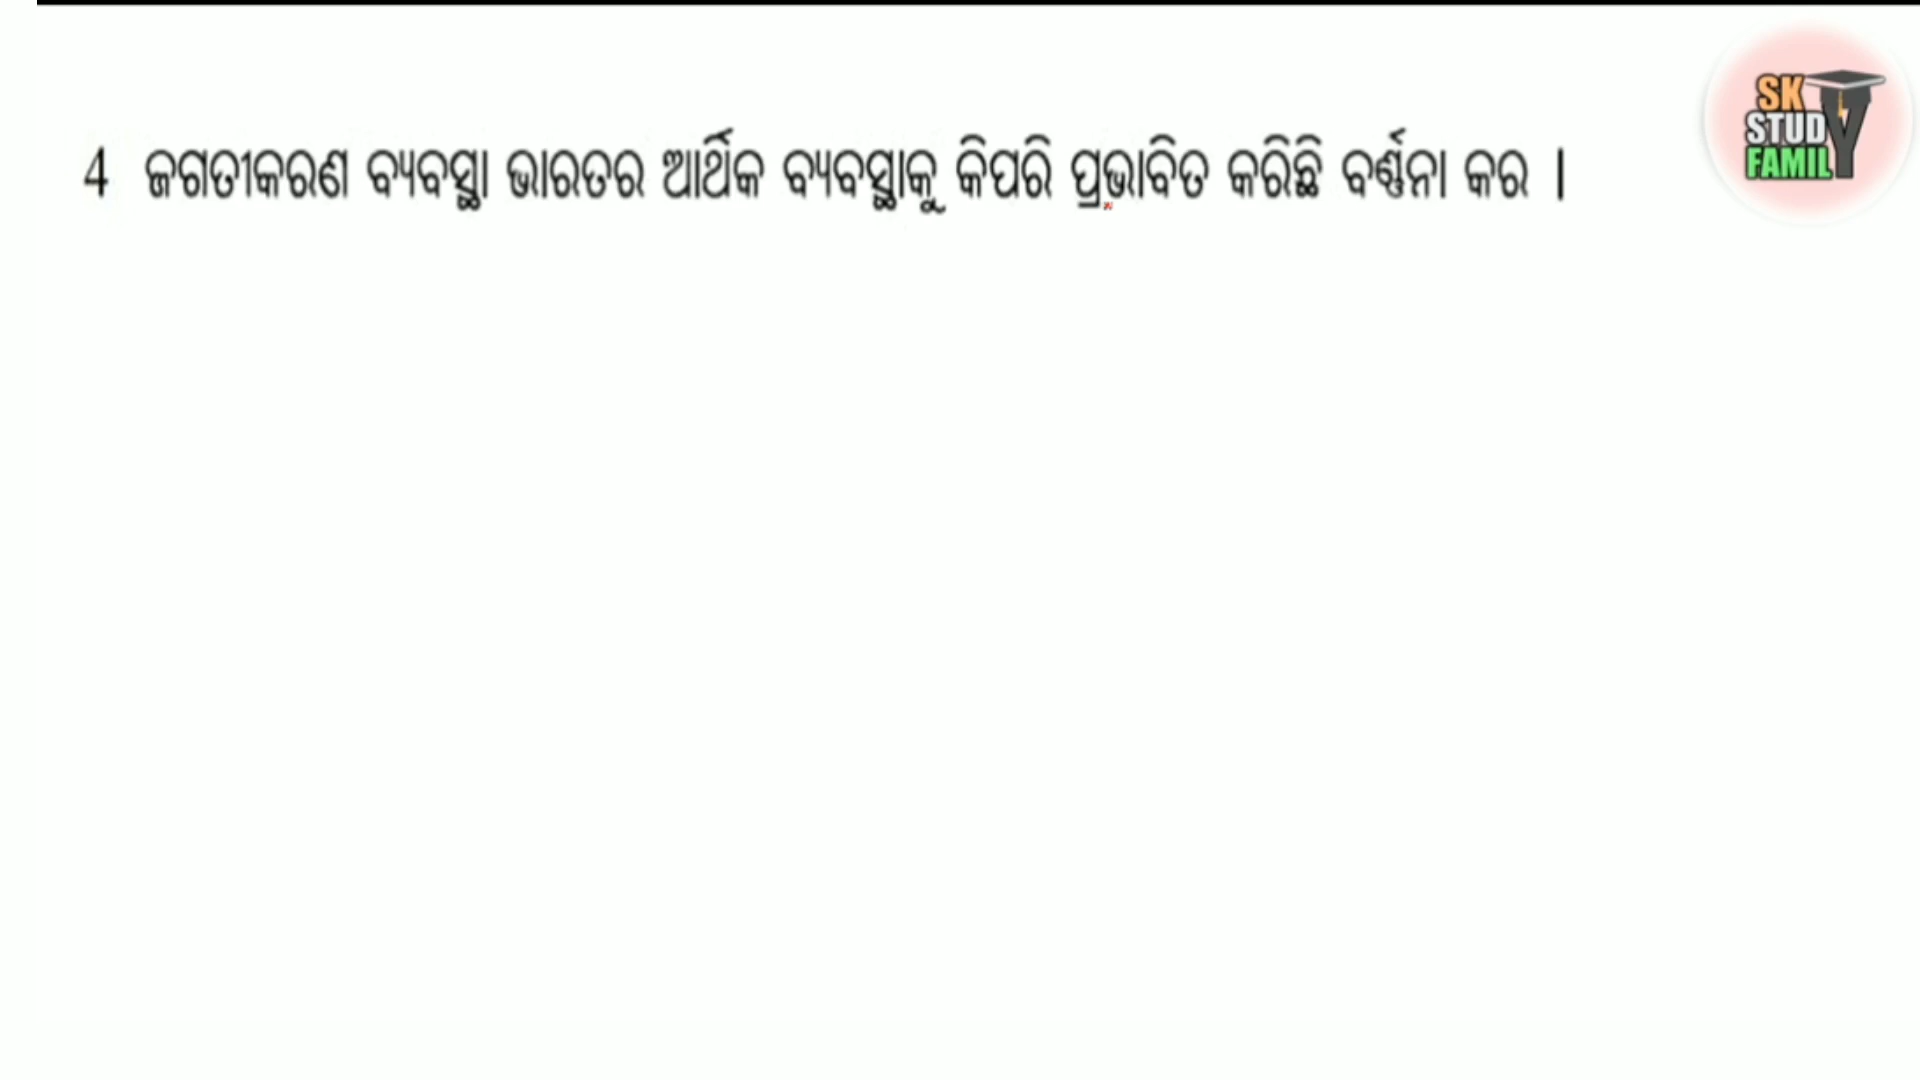 4 ଜଗତୀକରଣ ବ୍ୟବସ୍ଥା ଭାରତର ଆର୍ଥିକ ବ୍ୟବସ୍ଥାକୁ କିପରି ପ୍ରଭାବିତ କରିଛି ବର୍ଣ୍ଣନା କର ।
SK
STUDY
FAMILY